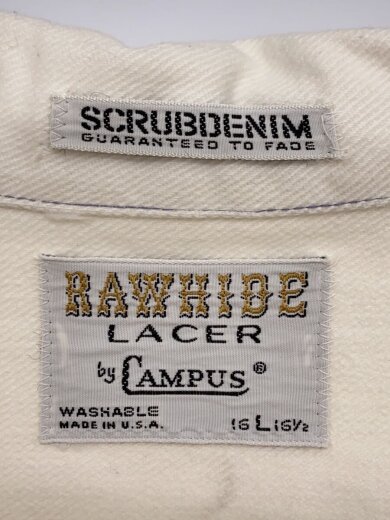 SCRUBDENIM
GUARANTEED TO FADE
RAWHIDE
LACER
by CAMPUS ®
WASHABLE
MADE IN U.S.A. 16 L 16½